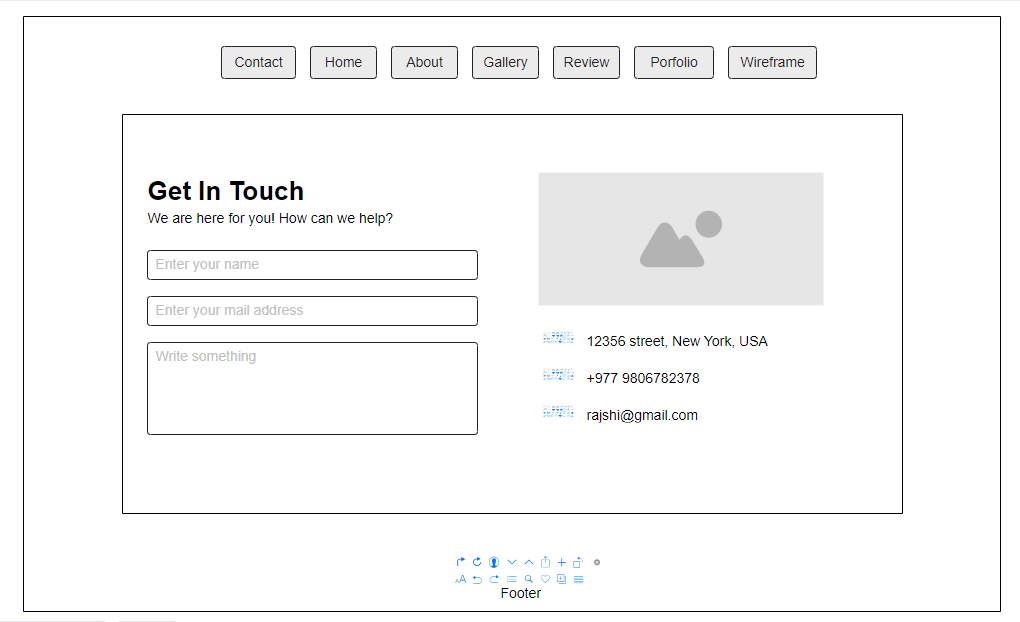 Contact Home About Gallery Review Porfolio Wireframe
Get In Touch
We are here for you! How can we help?
Enter your name
Enter your mail address
Write something
12356 street, New York, USA
+977 9806782378
rajshi@gmail.com
Footer